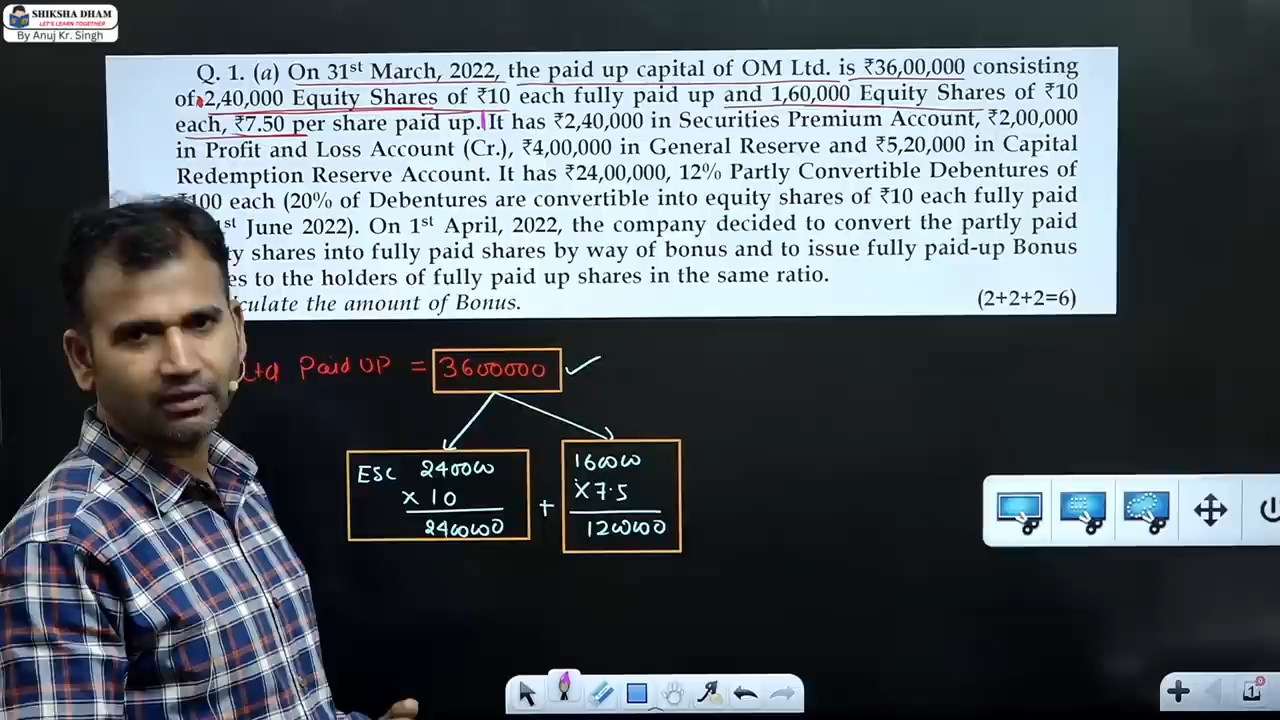 SHIKSHA DHAM
LET'S LEARN TOGETHER
By Anuj Kr. Singh
Q. 1. (a) On 31st March, 2022, the paid up capital of OM Ltd. is ₹36,00,000 consisting
of 2,40,000 Equity Shares of ₹10 each fully paid up and 1,60,000 Equity Shares of ₹10
each, ₹7.50 per share paid up. It has ₹2,40,000 in Securities Premium Account, ₹2,00,000
in Profit and Loss Account (Cr.), ₹4,00,000 in General Reserve and ₹5,20,000 in Capital
Redemption Reserve Account. It has ₹24,00,000, 12% Partly Convertible Debentures of
₹100 each (20% of Debentures are convertible into equity shares of ₹10 each fully paid
st June 2022). On 1st April, 2022, the company decided to convert the partly paid
ty shares into fully paid shares by way of bonus and to issue fully paid-up Bonus
es to the holders of fully paid up shares in the same ratio.
culate the amount of Bonus. (2+2+2=6)
Paid UP = 3600000
ESC 240000
× 10
2400000
+
160000
× 7.5
1200000
1